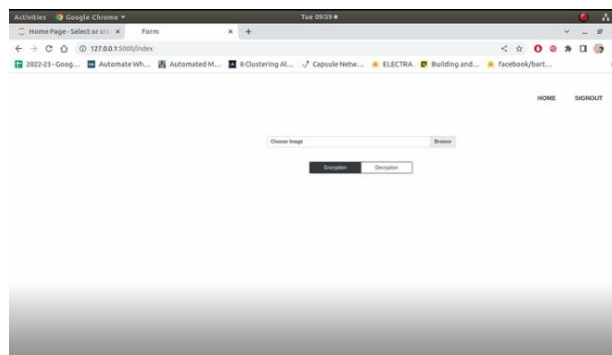 Activities Google Chrome Tue 09:59
Home Page - Select or cre... Form
127.0.0.1:5000/index
2022-23 - Goog... Automate Wh... Automated M... 8 Clustering Al... Capsule Netw... ELECTRA Building and... facebook/bart...
HOME SIGNOUT
Choose Image Browse
Encryption Decryption